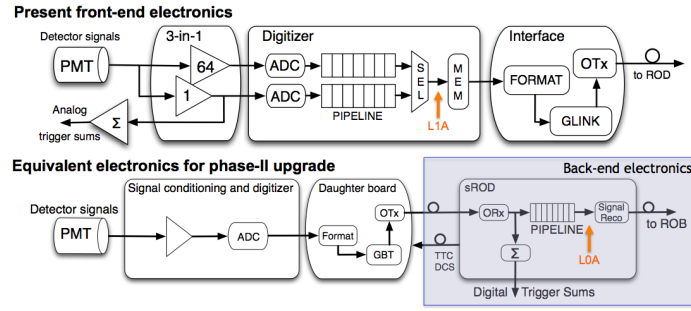 Present front-end electronics
Detector signals
3-in-1
Digitizer
Interface
PMT
64
1
Σ
Analog
trigger sums
ADC
ADC
PIPELINE
SEL
MEM
L1A
FORMAT
GLINK
OTx
to ROD
Equivalent electronics for phase-II upgrade
Back-end electronics
Signal conditioning and digitizer
Daughter board
sROD
Detector signals
PMT
ADC
Format
GBT
OTx
TTC
DCS
ORx
PIPELINE
Signal
Reco
to ROB
Σ
L0A
Digital Trigger Sums